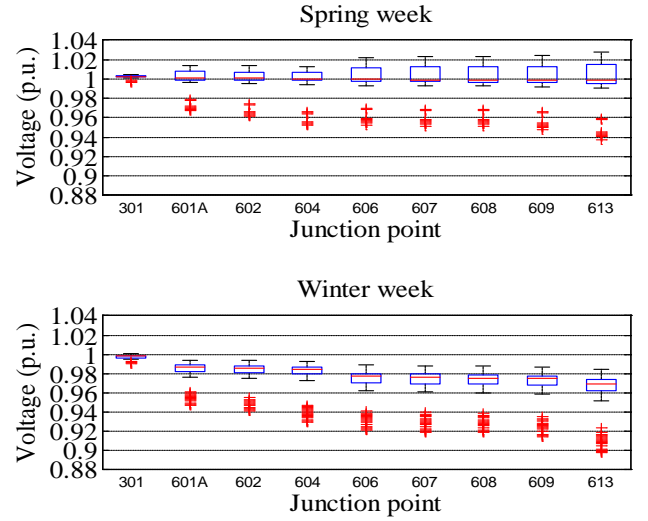 Spring week
Voltage (p.u.)
1.04
1.02
1
0.98
0.96
0.94
0.92
0.9
0.88
301 601A 602 604 606 607 608 609 613
Junction point
Winter week
Voltage (p.u.)
1.04
1.02
1
0.98
0.96
0.94
0.92
0.9
0.88
301 601A 602 604 606 607 608 609 613
Junction point